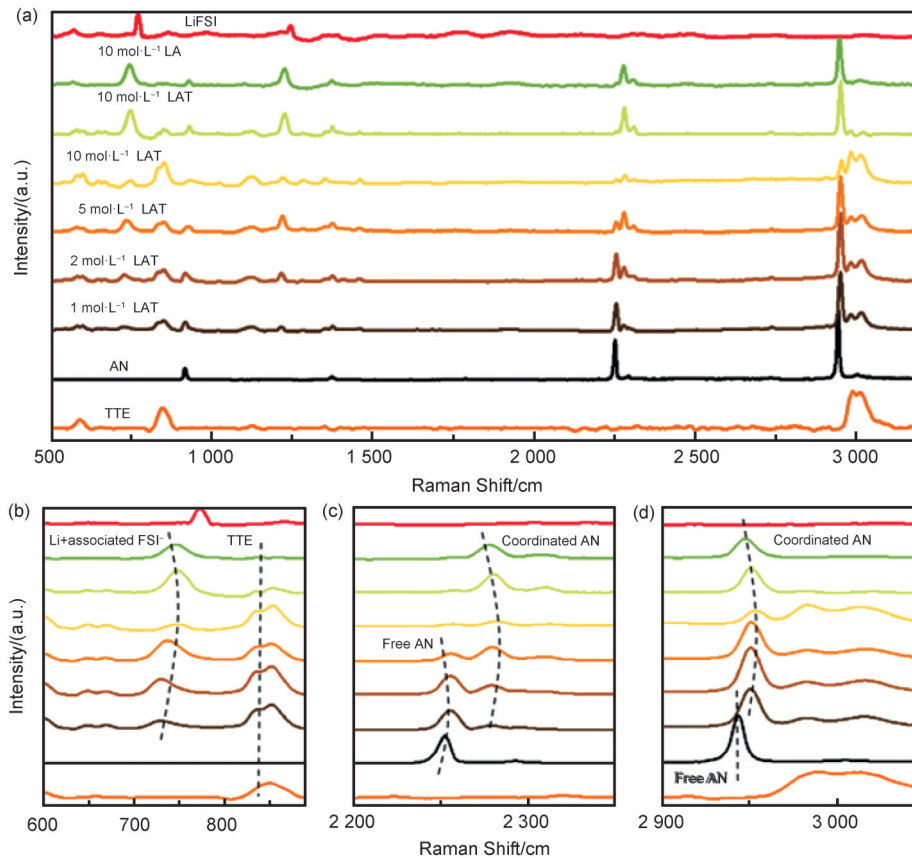 (a)
LiFSI
10 mol·L⁻¹ LA
10 mol·L⁻¹ LAT
10 mol·L⁻¹ LAT
5 mol·L⁻¹ LAT
2 mol·L⁻¹ LAT
1 mol·L⁻¹ LAT
AN
TTE
Intensity/(a.u.)
500 1 000 1 500 2 000 2 500 3 000
Raman Shift/cm
(b) (c) (d)
Li+associated FSI⁻ TTE
Coordinated AN
Free AN
Coordinated AN
Free AN
Intensity/(a.u.)
600 700 800
2 200 2 300
2 900 3 000
Raman Shift/cm